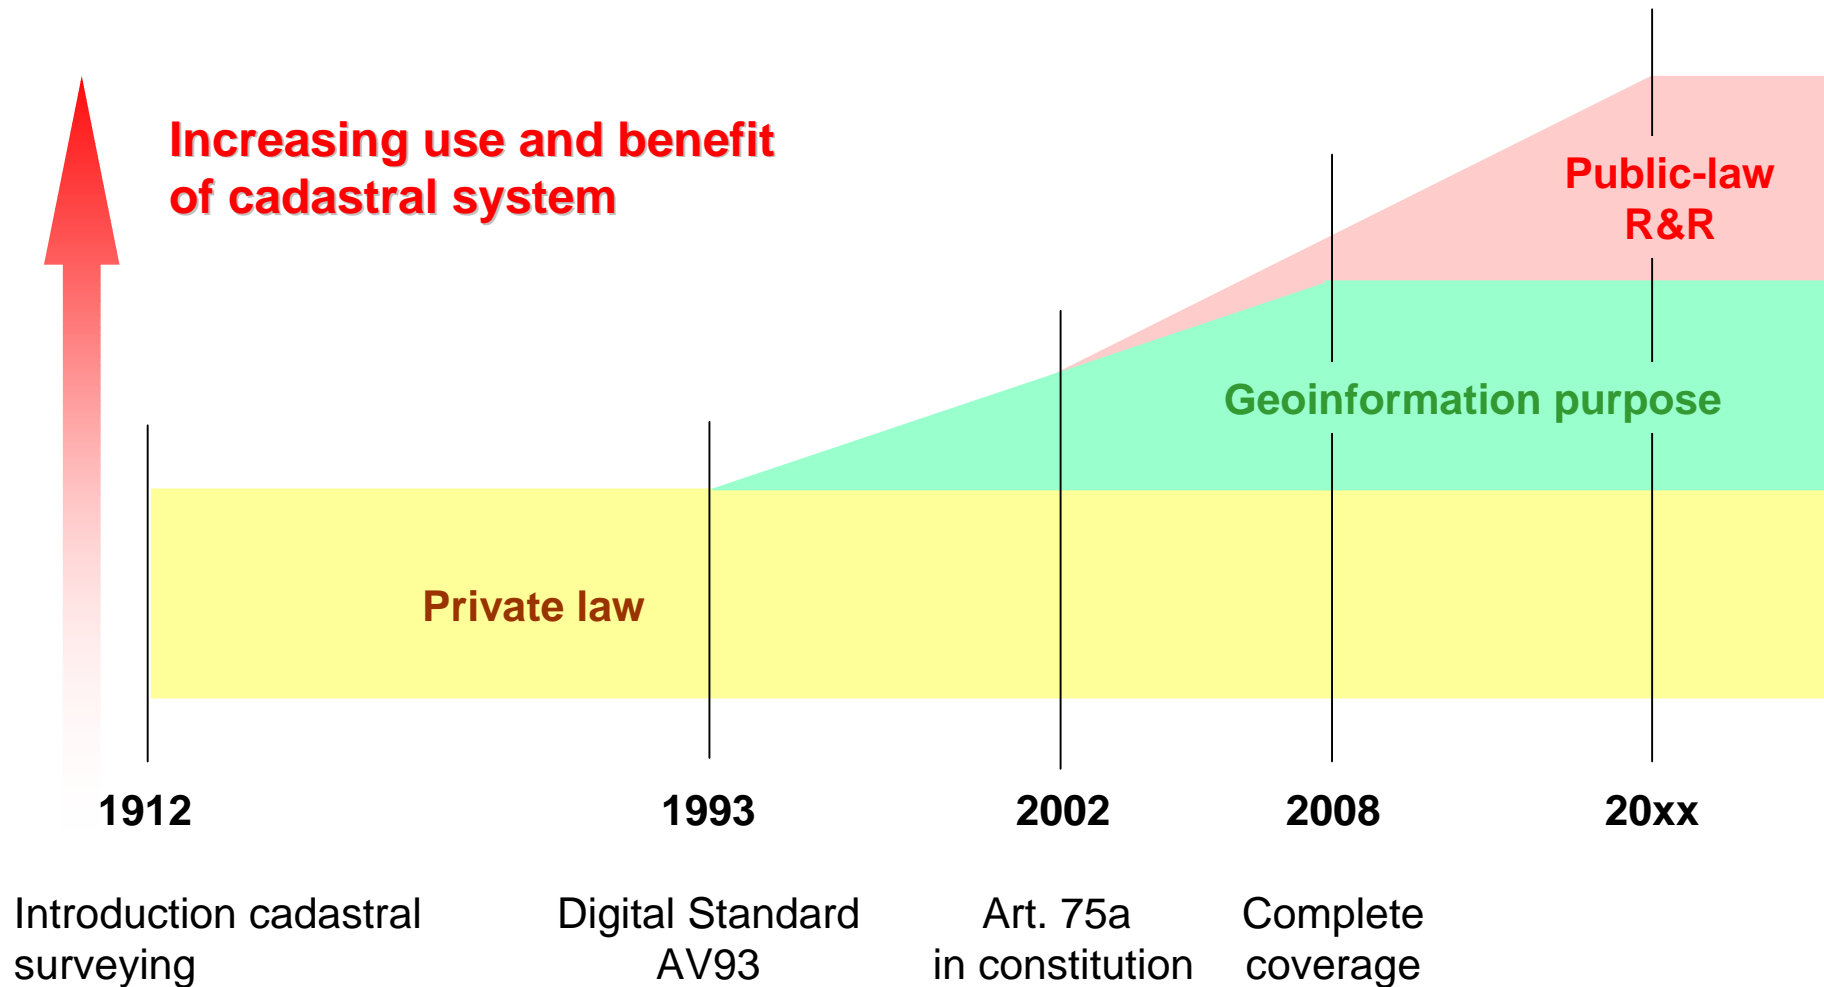 Increasing use and benefit
of cadastral system
Public-law
R&R
Geoinformation purpose
Private law
1912
1993
2002
2008
20xx
Introduction cadastral
surveying
Digital Standard
AV93
Art. 75a
in constitution
Complete
coverage